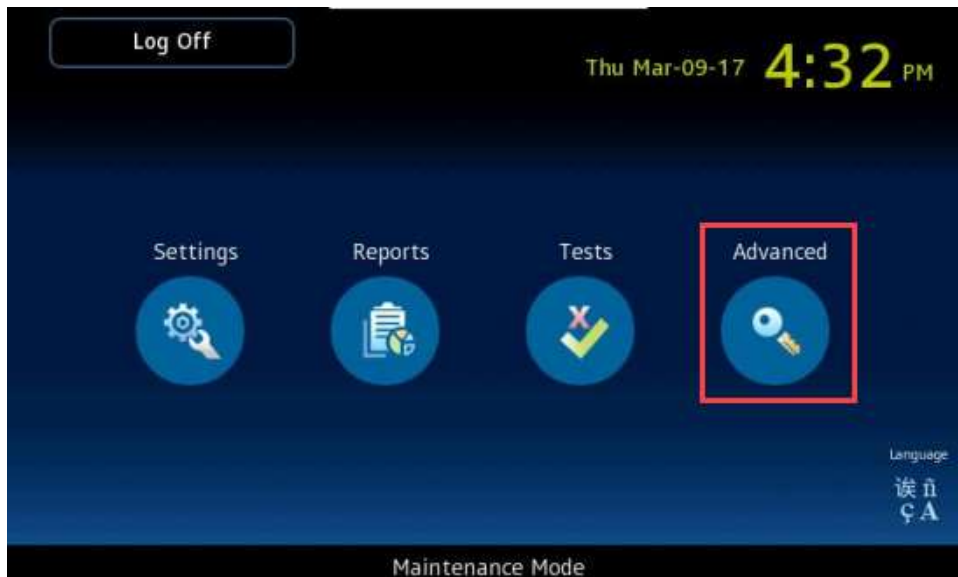 Log Off
Thu Mar-09-17 4:32 PM
Settings Reports Tests Advanced
Language
诶 ñ
ç A
Maintenance Mode